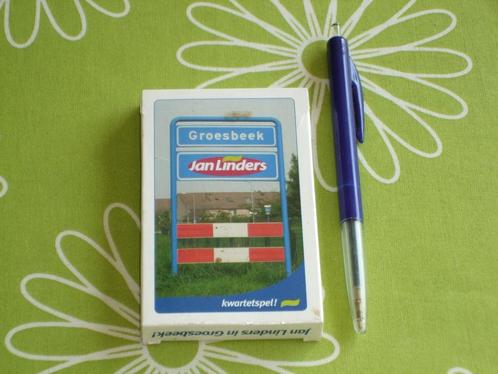 Groesbeek
Jan Linders
kwartetspel!
Jan Linders in Groesbeek!